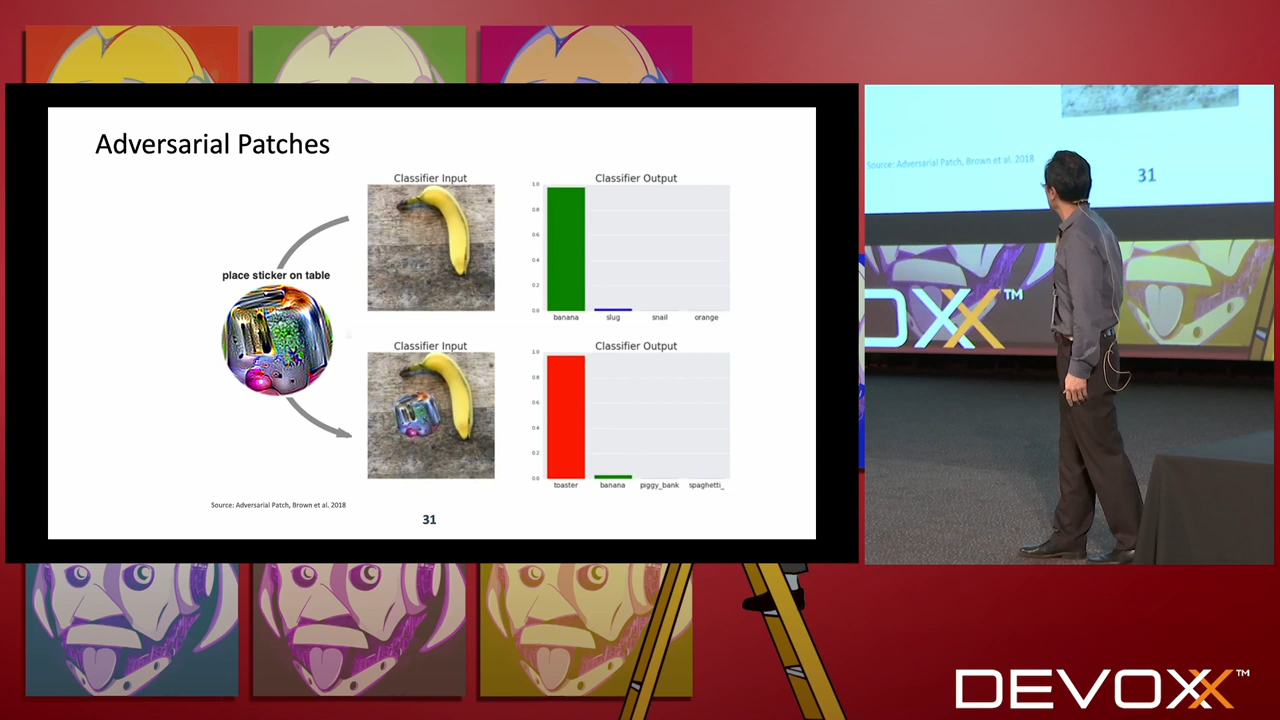 Adversarial Patches
Classifier Input
Classifier Output
1.0
0.8
0.6
0.4
0.2
0.0
banana slug snail orange
place sticker on table
Classifier Input
Classifier Output
1.0
0.8
0.6
0.4
0.2
0.0
toaster banana piggy_bank spaghetti_
Source: Adversarial Patch, Brown et al. 2018
31
Source: Adversarial Patch, Brown et al. 2018
31
OXX™
DEVOXX™